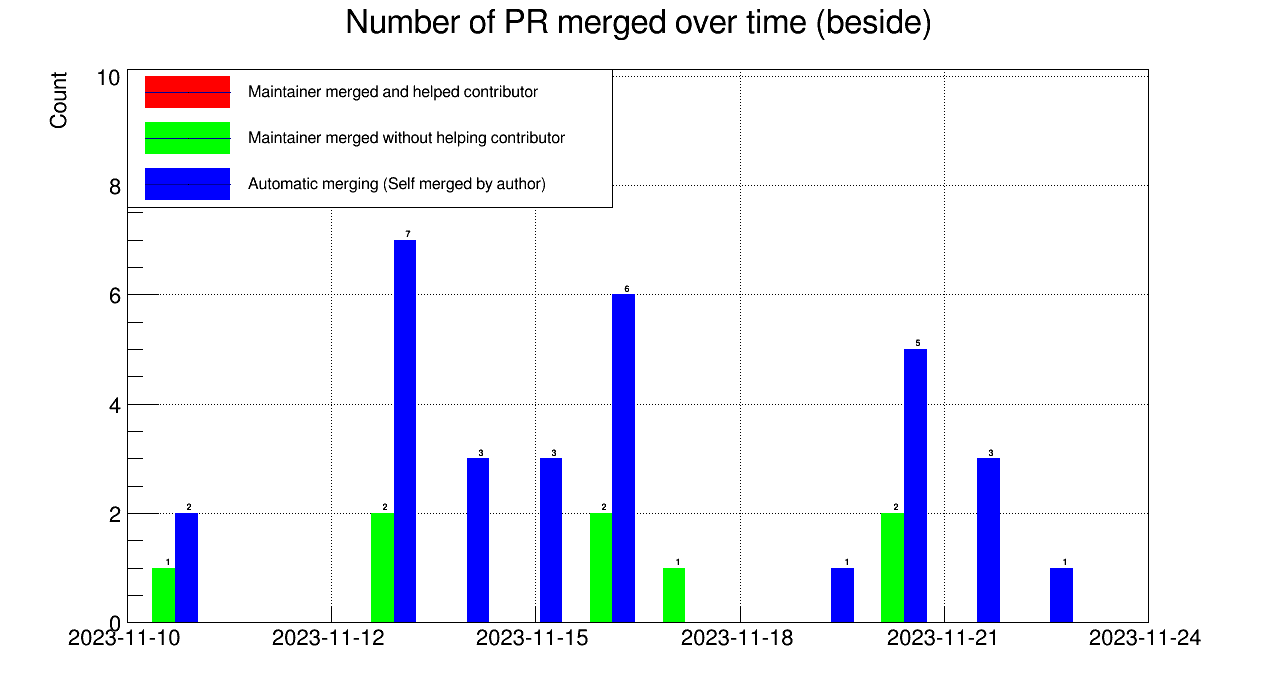 Number of PR merged over time (beside)
Count
10
8
6
4
2
0
Maintainer merged and helped contributor
Maintainer merged without helping contributor
Automatic merging (Self merged by author)
1 2 2 7 3 3 2 6 1 1 2 5 3 1
2023-11-10 2023-11-12 2023-11-15 2023-11-18 2023-11-21 2023-11-24